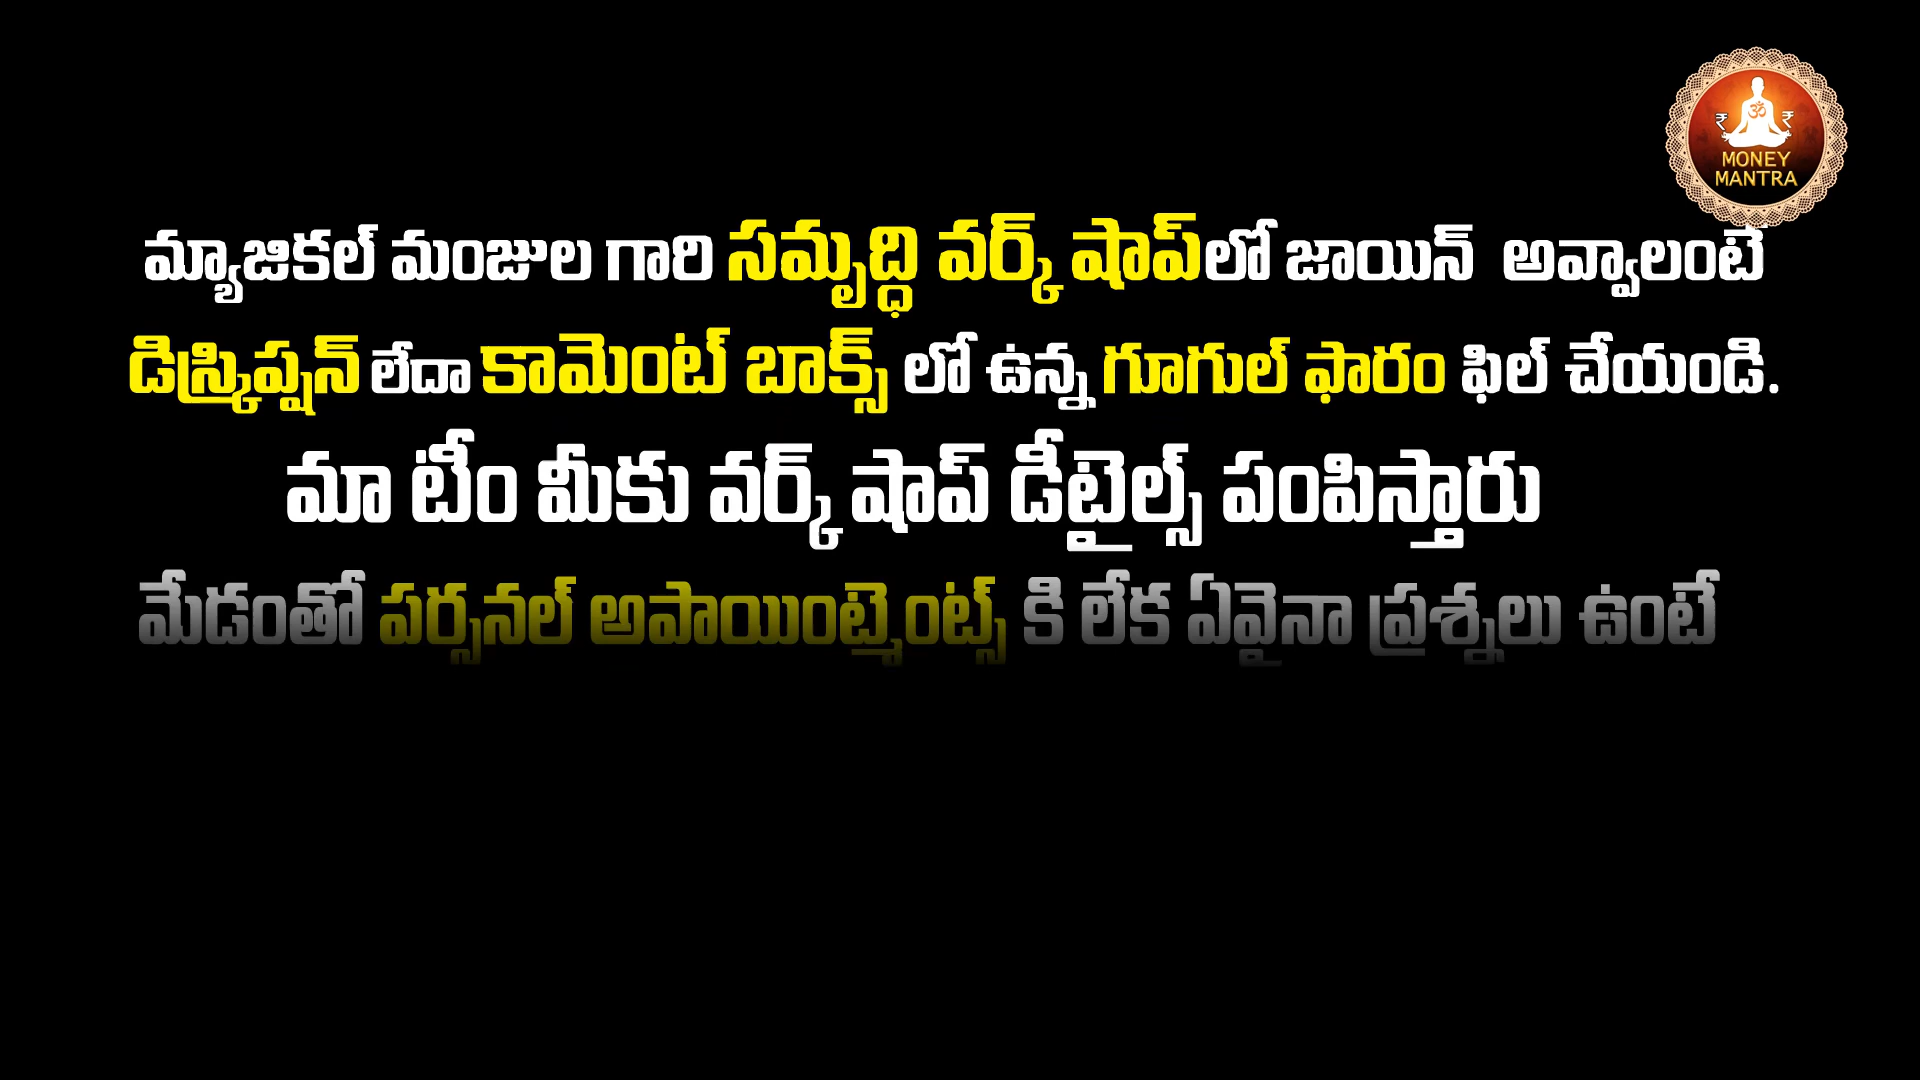 ₹ ॐ ₹
MONEY
MANTRA
మ్యాజికల్ మంజుల గారి సమృద్ధి వర్క్ షాప్‌లో జాయిన్ అవ్వాలంటే
డిస్క్రిప్షన్ లేదా కామెంట్ బాక్స్ లో ఉన్న గూగుల్ ఫారం ఫిల్ చేయండి.
మా టీం మీకు వర్క్ షాప్ డీటైల్స్ పంపిస్తారు
మేడంతో పర్సనల్ అపాయింట్మెంట్స్ కి లేక ఏవైనా ప్రశ్నలు ఉంటే